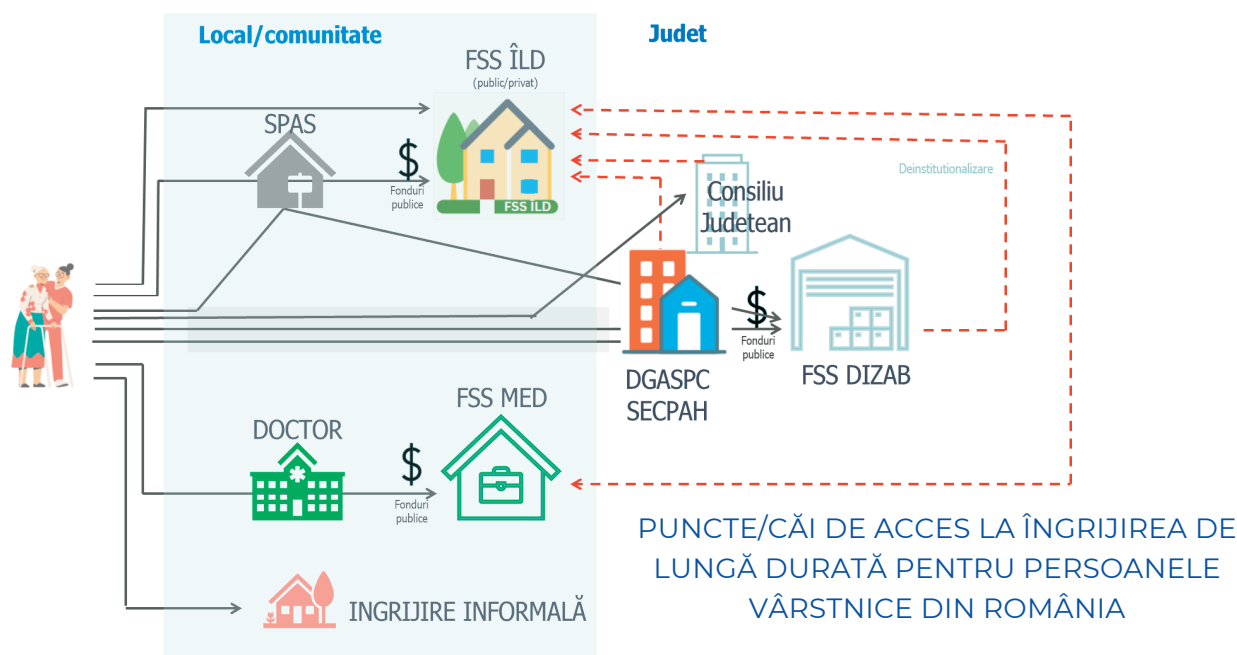 Local/comunitate
Judet
FSS ÎLD
(public/privat)
SPAS
$
Fonduri
publice
FSS ILD
Deinstitutionalizare
Consiliu
Judetean
$
Fonduri
publice
DGASPC
SECPAH
FSS DIZAB
FSS MED
DOCTOR
$
Fonduri
publice
INGRIJIRE INFORMALĂ
PUNCTE/CĂI DE ACCES LA ÎNGRIJIREA DE
LUNGĂ DURATĂ PENTRU PERSOANELE
VÂRSTNICE DIN ROMÂNIA